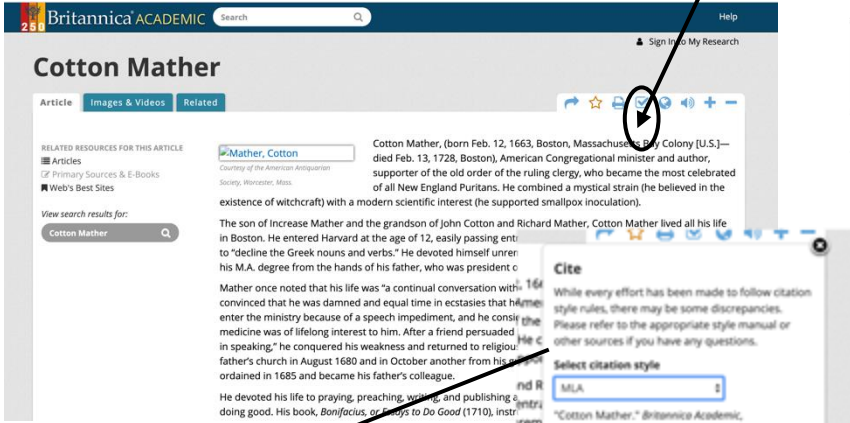 250 Britannica ACADEMIC Search Help
Sign In to My Research
Cotton Mather
Article Images & Videos Related
RELATED RESOURCES FOR THIS ARTICLE
Articles
Primary Sources & E-Books
Web's Best Sites
View search results for:
Cotton Mather
Mather, Cotton
Courtesy of the American Antiquarian
Society, Worcester, Mass.
Cotton Mather, (born Feb. 12, 1663, Boston, Massachusetts Bay Colony [U.S.]—
died Feb. 13, 1728, Boston), American Congregational minister and author,
supporter of the old order of the ruling clergy, who became the most celebrated
of all New England Puritans. He combined a mystical strain (he believed in the
existence of witchcraft) with a modern scientific interest (he supported smallpox inoculation).
The son of Increase Mather and the grandson of John Cotton and Richard Mather, Cotton Mather lived all his life
in Boston. He entered Harvard at the age of 12, easily passing
to "decline the Greek nouns and verbs." He devoted himself
his M.A. degree from the hands of his father, who was president
Mather once noted that his life was "a continual conversation with
convinced that he was damned and equal time in ecstasies that
enter the ministry because of a speech impediment, and he
medicine was of lifelong interest to him. After a friend persuaded
in speaking," he conquered his weakness and returned to
father's church in August 1680 and in October another from his
ordained in 1685 and became his father's colleague.
He devoted his life to praying, preaching, writing, and publishing
doing good. His book, Bonifacius, or Essays to Do Good (1710),
Cite
While every effort has been made to follow citation
style rules, there may be some discrepancies.
Please refer to the appropriate style manual or
other sources if you have any questions.
Select citation style
MLA
"Cotton Mather." Britannica Academic,